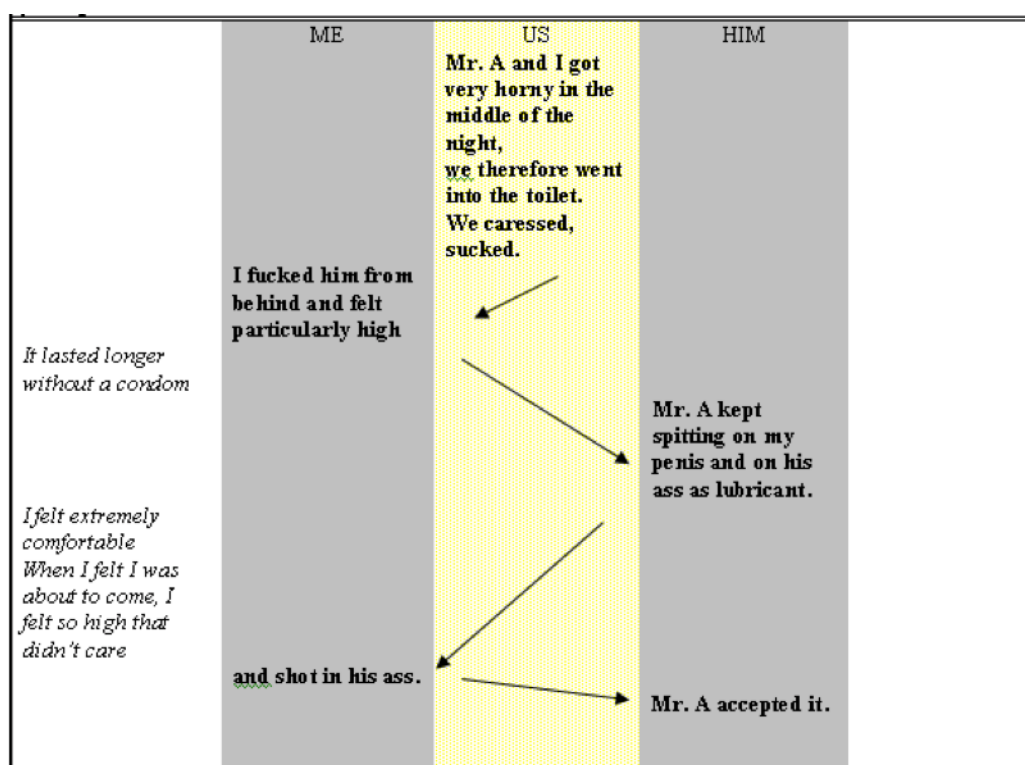 ME US HIM
Mr. A and I got
very horny in the
middle of the
night,
we therefore went
into the toilet.
We caressed,
sucked.
I fucked him from
behind and felt
particularly high
It lasted longer
without a condom
Mr. A kept
spitting on my
penis and on his
ass as lubricant.
I felt extremely
comfortable
When I felt I was
about to come, I
felt so high that
didn't care
and shot in his ass.
Mr. A accepted it.